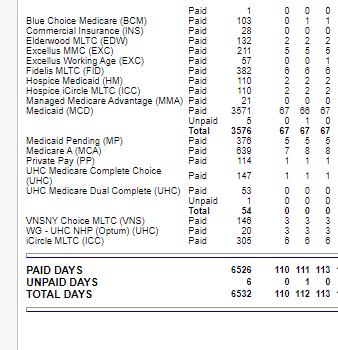 Paid 1 0 0 0
Blue Choice Medicare (BCM) Paid 103 0 1 1
Commercial Insurance (INS) Paid 28 0 0 0
Elderwood MLTC (EDW) Paid 132 2 2 2
Excellus MMC (EXC) Paid 211 5 5 5
Excellus Working Age (EXC) Paid 57 0 0 1
Fidelis MLTC (FID) Paid 382 6 6 6
Hospice Medicaid (HM) Paid 110 2 2 2
Hospice iCircle MLTC (ICC) Paid 110 2 2 2
Managed Medicare Advantage (MMA) Paid 21 0 0 0
Medicaid (MCD) Paid 3571 67 66 67
Unpaid 5 0 1 0
Total 3576 67 67 67
Medicaid Pending (MP) Paid 376 5 5 5
Medicare A (MCA) Paid 639 7 8 8
Private Pay (PP) Paid 114 1 1 1
UHC Medicare Complete Choice
(UHC) Paid 147 1 1 1
UHC Medicare Dual Complete (UHC) Paid 53 0 0 0
Unpaid 1 0 0 0
Total 54 0 0 0
VNSNY Choice MLTC (VNS) Paid 146 3 3 3
WG - UHC NHP (Optum) (UHC) Paid 20 3 3 3
iCircle MLTC (ICC) Paid 305 6 6 6
PAID DAYS 6526 110 111 113
UNPAID DAYS 6 0 1 0
TOTAL DAYS 6532 110 112 113